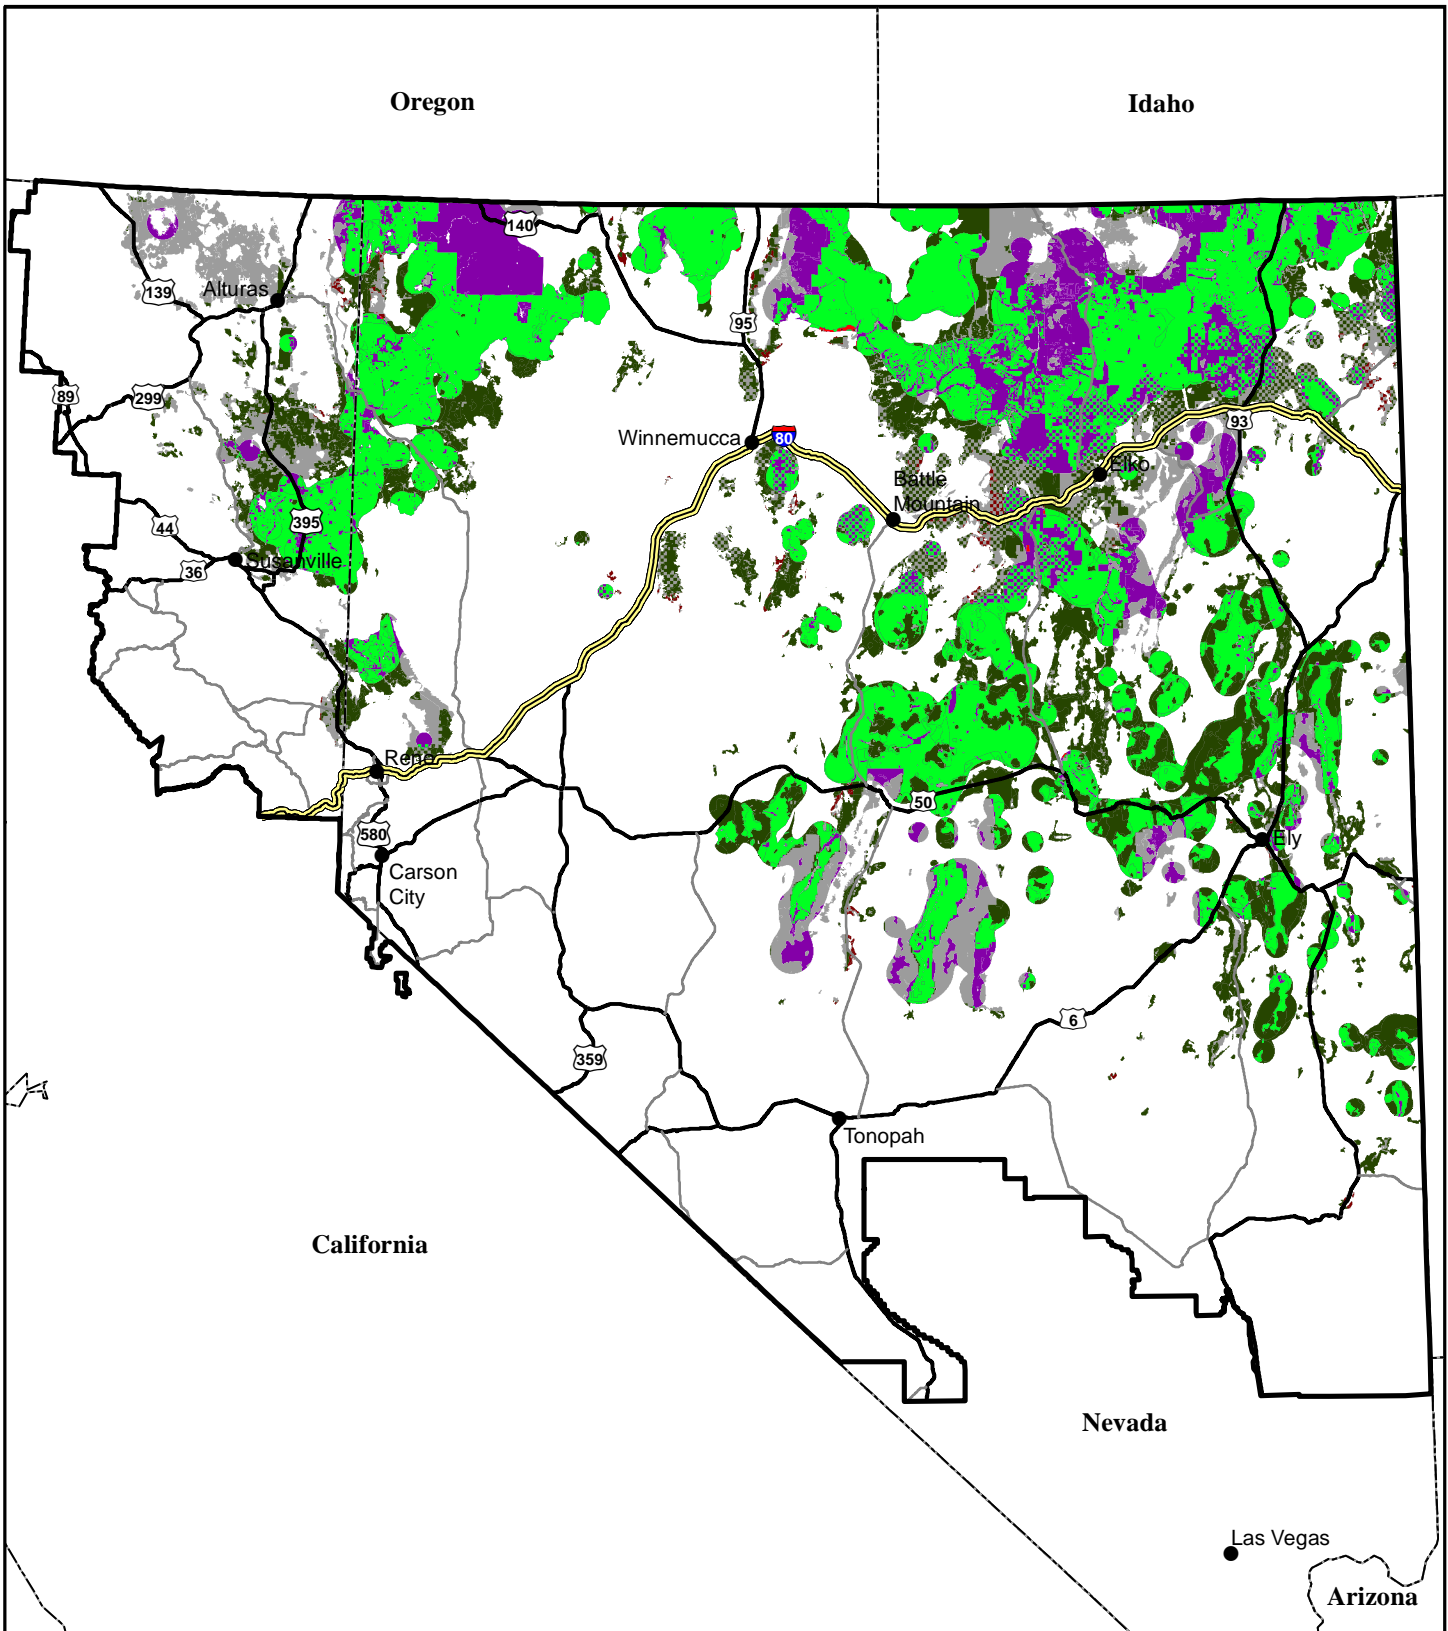 Oregon
Idaho
140
139
Alturas
95
89
299
93
Winnemucca
80
Elko
Battle
Mountain
44
395
Susanville
36
Reno
50
580
Ely
Carson
City
6
359
Tonopah
California
Nevada
Las Vegas
Arizona